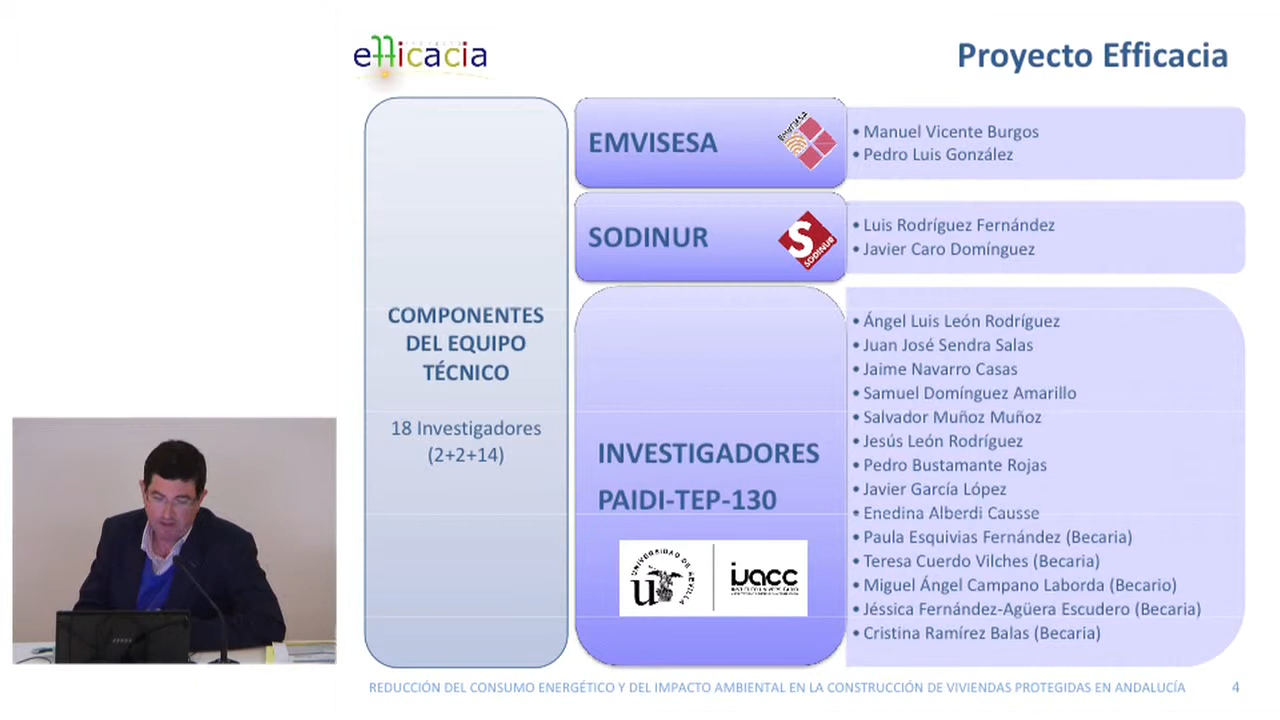 efficacia
Proyecto Efficacia
COMPONENTES
DEL EQUIPO
TÉCNICO
18 Investigadores
(2+2+14)
EMVISESA
EMVISESA
• Manuel Vicente Burgos
• Pedro Luis González
SODINUR
S
SODINUR
• Luis Rodríguez Fernández
• Javier Caro Domínguez
INVESTIGADORES
PAIDI-TEP-130
UNIVERSIDAD DE SEVILLA
iuacc
• Ángel Luis León Rodríguez
• Juan José Sendra Salas
• Jaime Navarro Casas
• Samuel Domínguez Amarillo
• Salvador Muñoz Muñoz
• Jesús León Rodríguez
• Pedro Bustamante Rojas
• Javier García López
• Enedina Alberdi Causse
• Paula Esquivias Fernández (Becaria)
• Teresa Cuerdo Vilches (Becaria)
• Miguel Ángel Campano Laborda (Becario)
• Jéssica Fernández-Agüera Escudero (Becaria)
• Cristina Ramírez Balas (Becaria)
REDUCCIÓN DEL CONSUMO ENERGÉTICO Y DEL IMPACTO AMBIENTAL EN LA CONSTRUCCIÓN DE VIVIENDAS PROTEGIDAS EN ANDALUCÍA
4